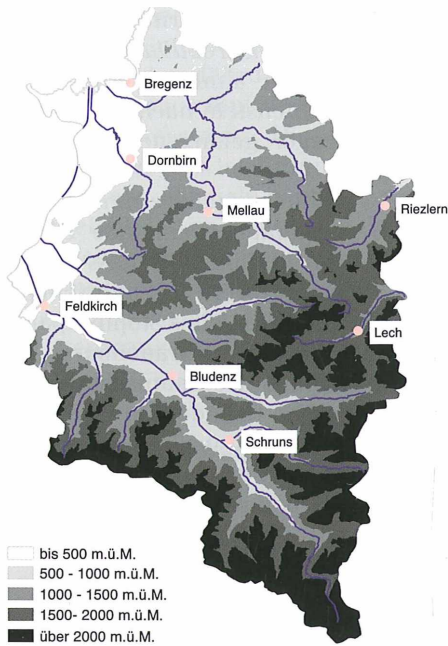 Bregenz
Dornbirn
Mellau
Riezlern
Feldkirch
Lech
Bludenz
Schruns
bis 500 m.ü.M.
500 - 1000 m.ü.M.
1000 - 1500 m.ü.M.
1500- 2000 m.ü.M.
über 2000 m.ü.M.